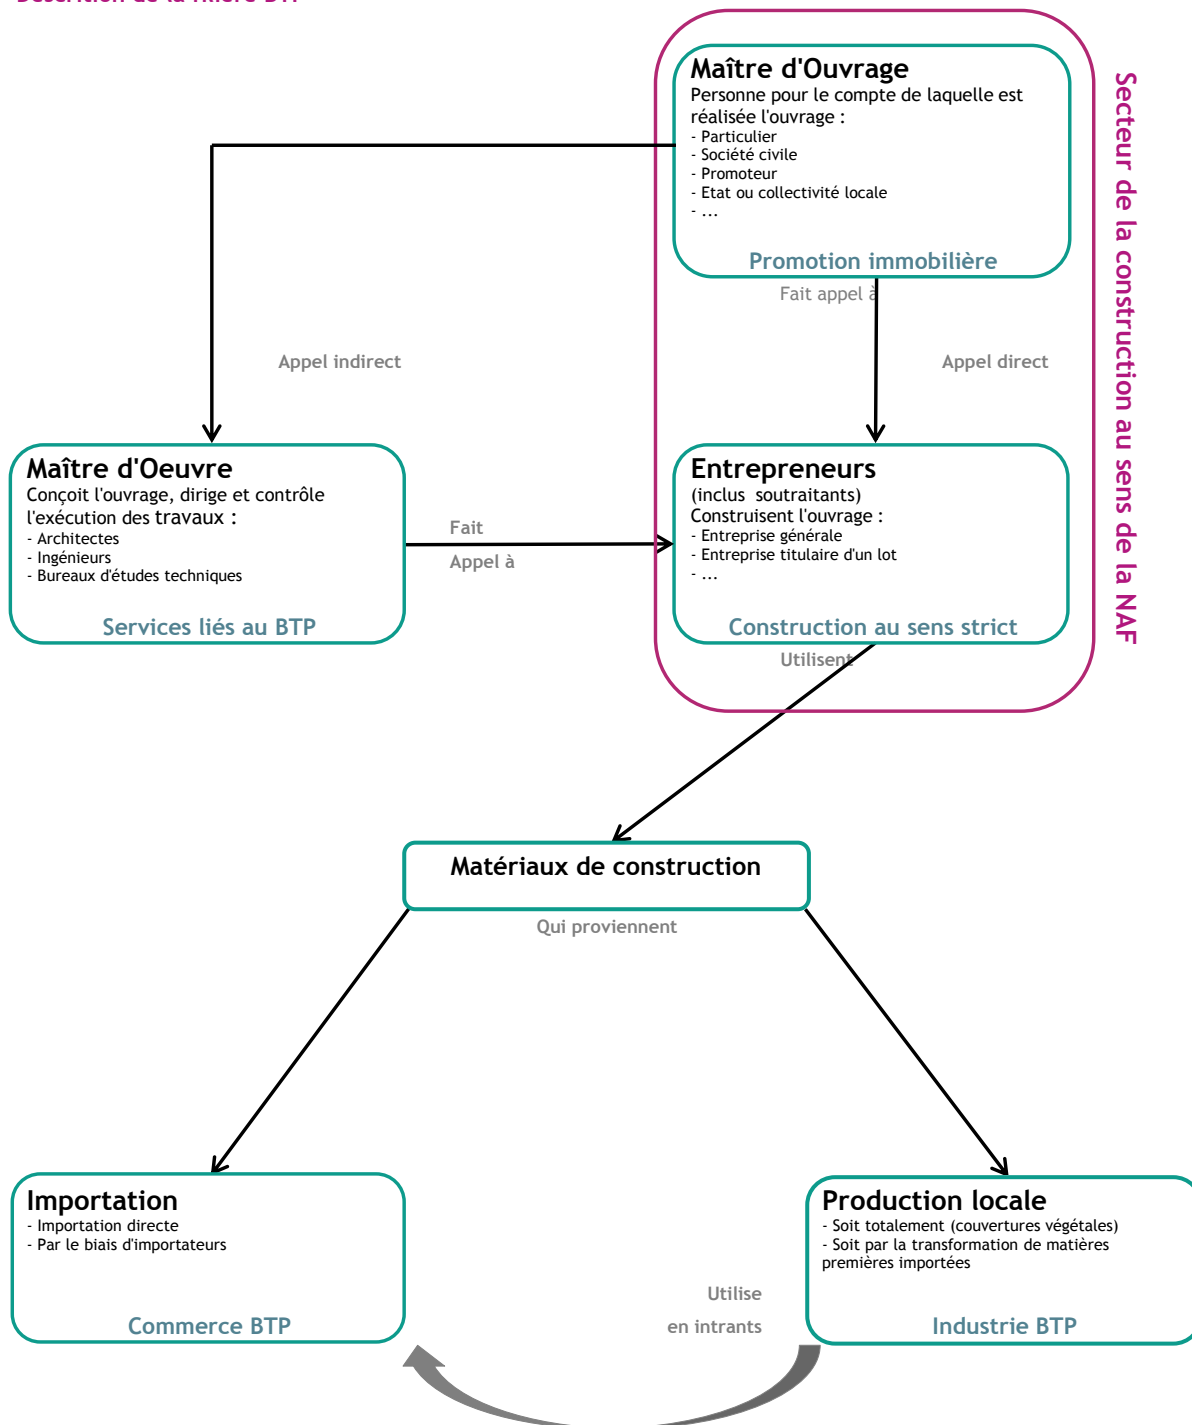 Maître d'Ouvrage
Personne pour le compte de laquelle est
réalisée l'ouvrage :
- Particulier
- Société civile
- Promoteur
- Etat ou collectivité locale
- ...
Promotion immobilière
Fait appel à
Secteur de la construction au sens de la NAF
Appel indirect
Appel direct
Maître d'Oeuvre
Conçoit l'ouvrage, dirige et contrôle
l'exécution des travaux :
- Architectes
- Ingénieurs
- Bureaux d'études techniques
Services liés au BTP
Fait
Appel à
Entrepreneurs
(inclus soutraitants)
Construisent l'ouvrage :
- Entreprise générale
- Entreprise titulaire d'un lot
- ...
Construction au sens strict
Utilisent
Matériaux de construction
Qui proviennent
Importation
- Importation directe
- Par le biais d'importateurs
Commerce BTP
Production locale
- Soit totalement (couvertures végétales)
- Soit par la transformation de matières
premières importées
Industrie BTP
Utilise
en intrants